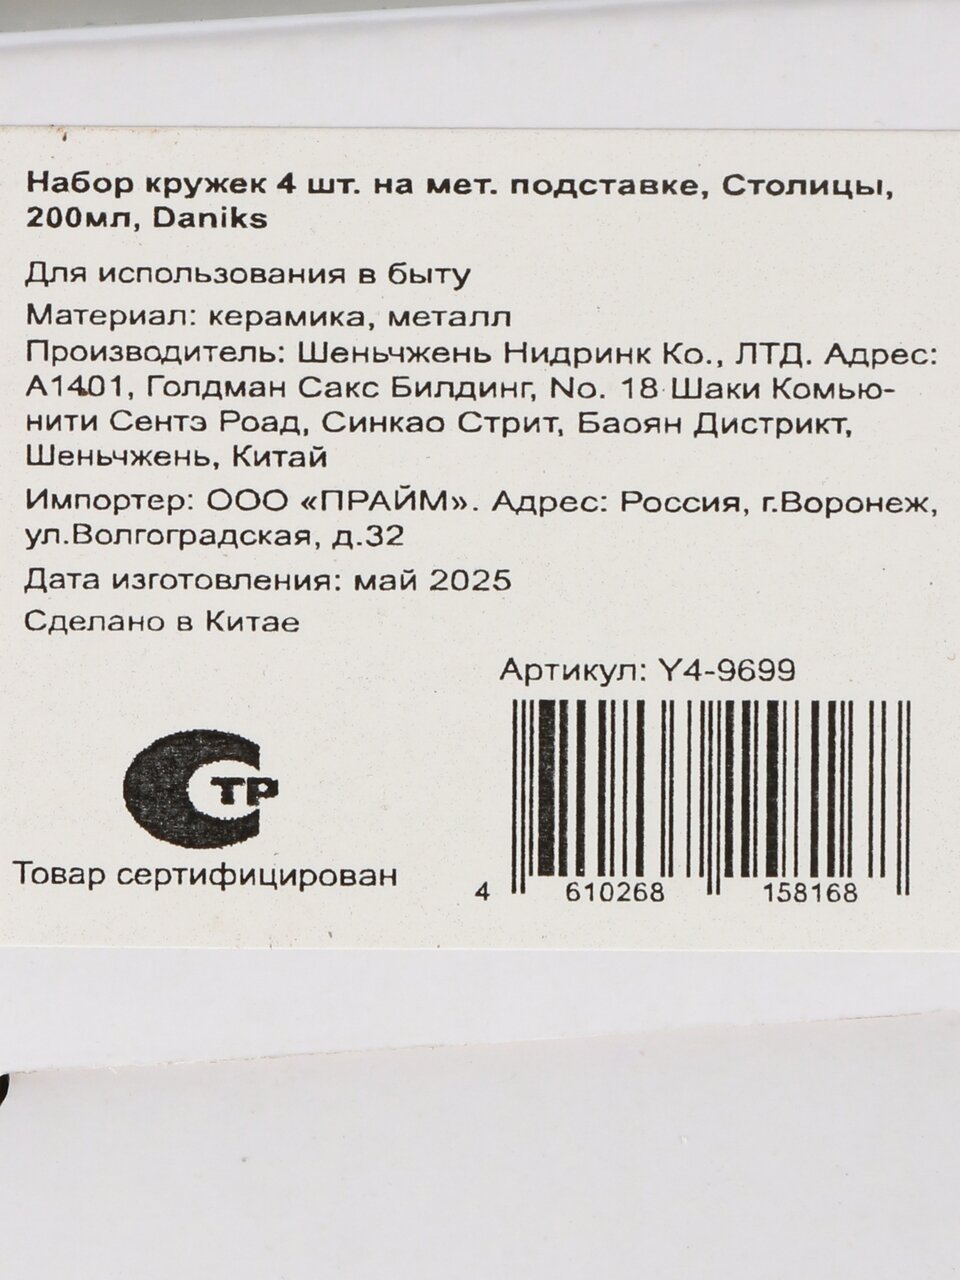 Набор кружек 4 шт. на мет. подставке, Столицы,
200мл, Daniks
Для использования в быту
Материал: керамика, металл
Производитель: Шеньчжень Нидринк Ко., ЛТД. Адрес:
А1401, Голдман Сакс Билдинг, No. 18 Шаки Комью-
нити Сентэ Роад, Синкао Стрит, Баоян Дистрикт,
Шеньчжень, Китай
Импортер: ООО «ПРАЙМ». Адрес: Россия, г.Воронеж,
ул.Волгоградская, д.32
Дата изготовления: май 2025
Сделано в Китае
Артикул: Y4-9699
ТР
Товар сертифицирован
4 610268 158168